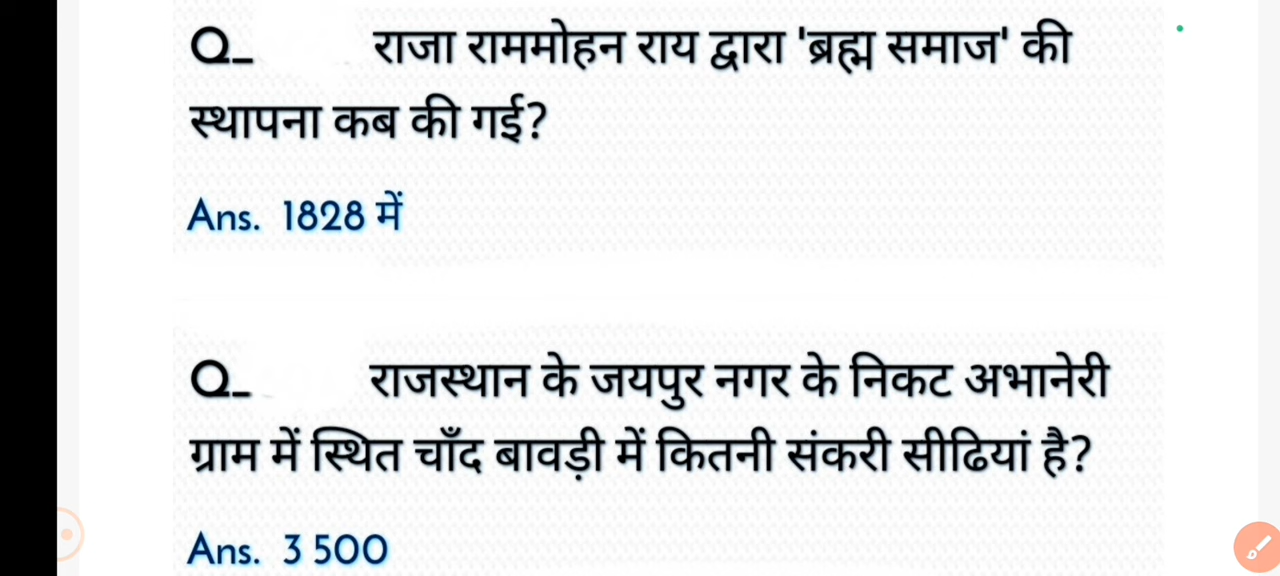 Q_ राजा राममोहन राय द्वारा 'ब्रह्म समाज' की
स्थापना कब की गई?
Ans. 1828 में
Q_ राजस्थान के जयपुर नगर के निकट अभानेरी
ग्राम में स्थित चाँद बावड़ी में कितनी संकरी सीढियां है?
Ans. 3 500